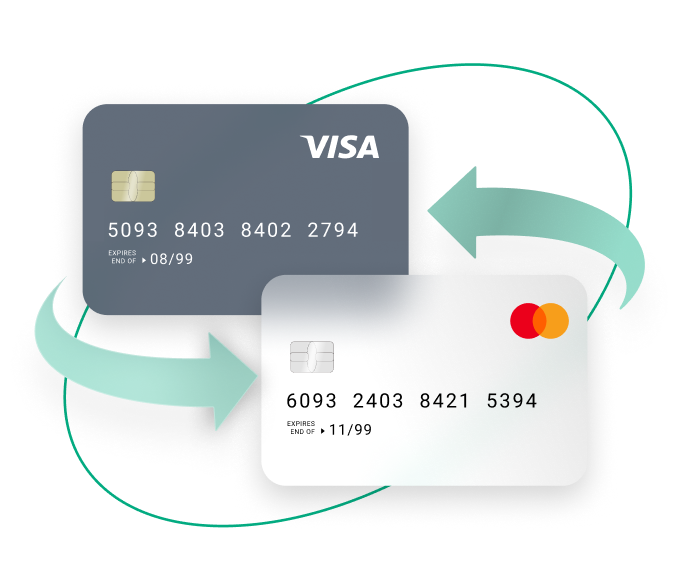 VISA
5093 8403 8402 2794
EXPIRES
END OF 08/99
6093 2403 8421 5394
EXPIRES
END OF 11/99